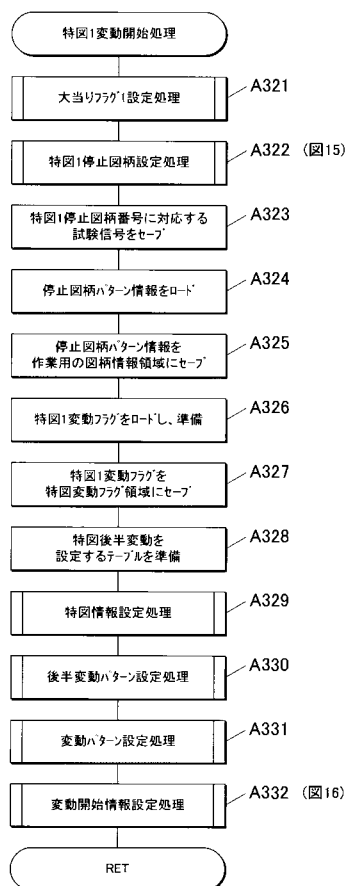 特図1変動開始処理
大当りフラグ1設定処理
A321
特図1停止図柄設定処理
A322 (図15)
特図1停止図柄番号に対応する
試験信号をセーブ
A323
停止図柄パターン情報をロード
A324
停止図柄パターン情報を
作業用の図柄情報領域にセーブ
A325
特図1変動フラグをロードし、準備
A326
特図1変動フラグを
特図変動フラグ領域にセーブ
A327
特図後半変動を
設定するテーブルを準備
A328
特図情報設定処理
A329
後半変動パターン設定処理
A330
変動パターン設定処理
A331
変動開始情報設定処理
A332 (図16)
RET